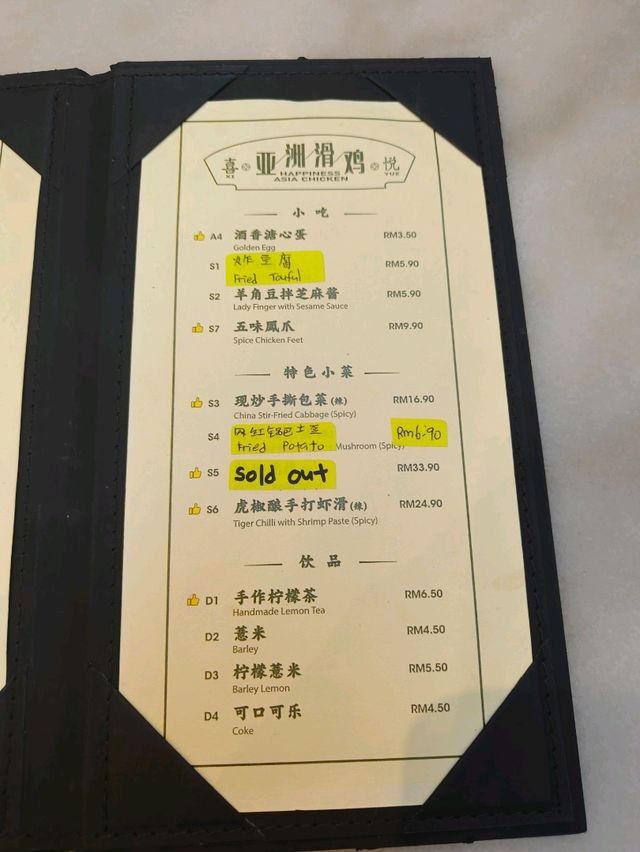 喜 亚洲滑鸡 悦
XI HAPPINESS YUE
ASIA CHICKEN
小吃
A4 酒香溏心蛋 RM3.50
Golden Egg
S1 炸豆腐 RM5.90
Fried Touful
S2 羊角豆拌芝麻酱 RM5.90
Lady Finger with Sesame Sauce
S7 五味鳳爪 RM9.90
Spice Chicken Feet
特色小菜
S3 现炒手撕包菜(辣) RM16.90
China Stir-Fried Cabbage (Spicy)
S4 网红锅巴土豆 Rm6.90
Fried Potato Mushroom (Spicy)
S5 Sold out RM33.90
S6 虎椒酿手打虾滑(辣) RM24.90
Tiger Chilli with Shrimp Paste (Spicy)
饮品
D1 手作柠檬茶 RM6.50
Handmade Lemon Tea
D2 薏米 RM4.50
Barley
D3 柠檬薏米 RM5.50
Barley Lemon
D4 可口可乐 RM4.50
Coke